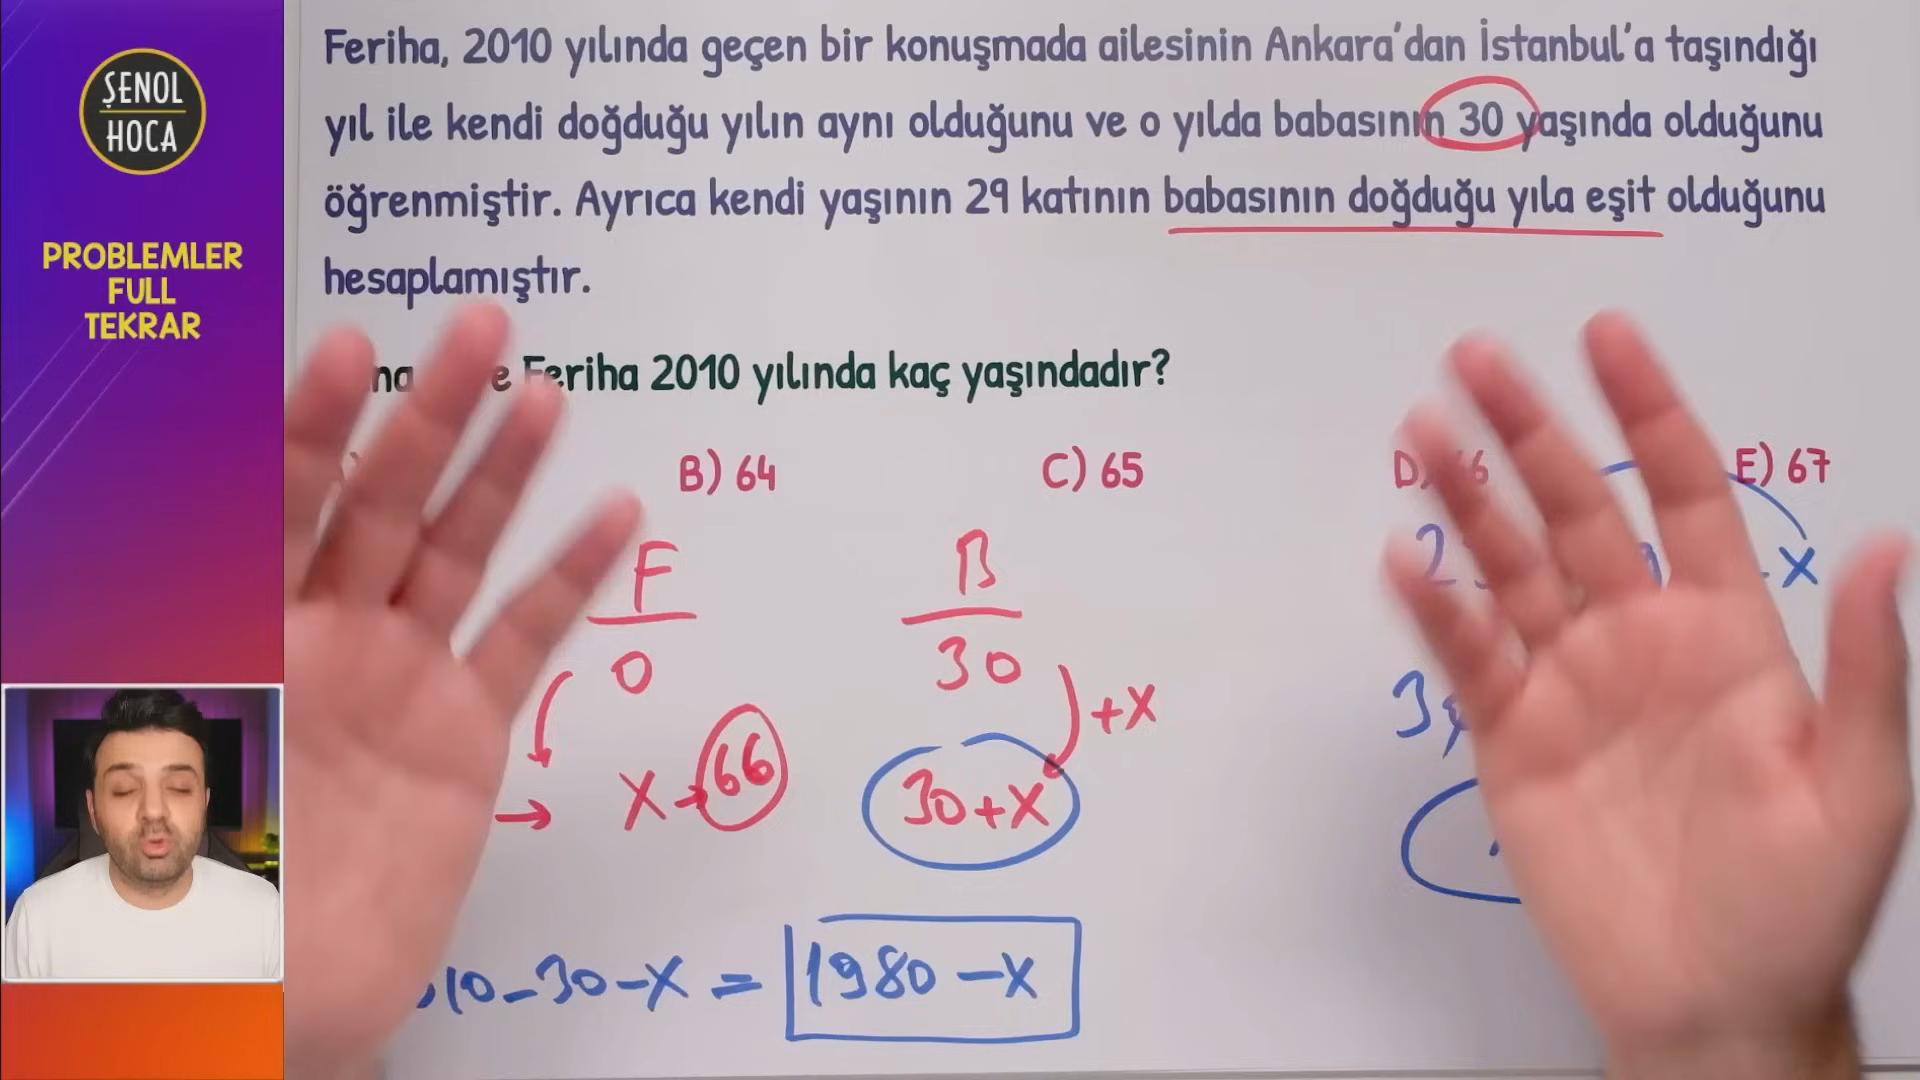 ŞENOL
HOCA
PROBLEMLER
FULL
TEKRAR
Feriha, 2010 yılında geçen bir konuşmada ailesinin Ankara'dan İstanbul'a taşındığı
yıl ile kendi doğduğu yılın aynı olduğunu ve o yılda babasının 30 yaşında olduğunu
öğrenmiştir. Ayrıca kendi yaşının 29 katının babasının doğduğu yıla eşit olduğunu
hesaplamıştır.
Feriha 2010 yılında kaç yaşındadır?
B) 64
C) 65
E) 67
F
B
0
30
+X
X → 66
30+X
- X
10-30-X = 1980-X